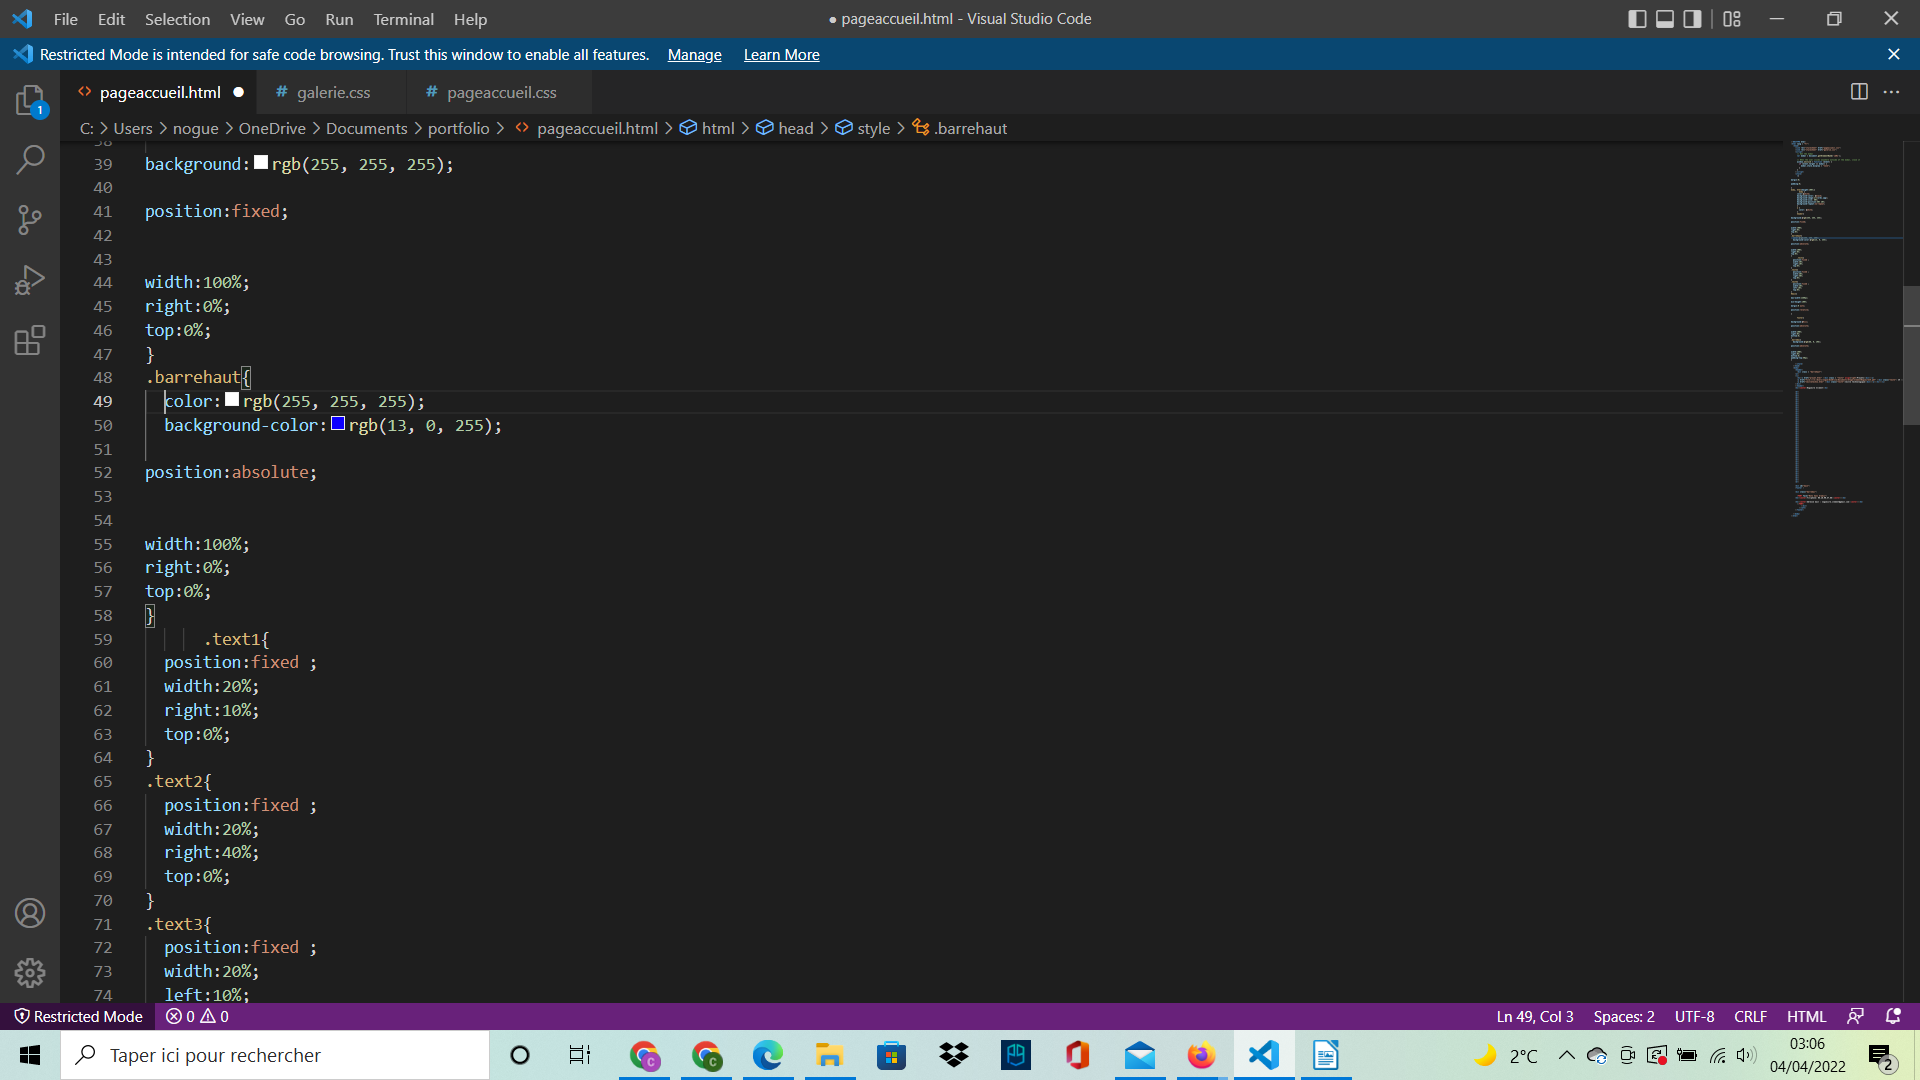 File Edit Selection View Go Run Terminal Help
● pageaccueil.html - Visual Studio Code
Restricted Mode is intended for safe code browsing. Trust this window to enable all features. Manage Learn More
1
<> pageaccueil.html ●
# galerie.css
# pageaccueil.css
C: > Users > nogue > OneDrive > Documents > portfolio > <> pageaccueil.html > html > head > style > .barrehaut
38
39 background: rgb(255, 255, 255);
40
41 position:fixed;
42
43
44 width:100%;
45 right:0%;
46 top:0%;
47 }
48 .barrehaut{
49 color: rgb(255, 255, 255);
50 background-color: rgb(13, 0, 255);
51
52 position:absolute;
53
54
55 width:100%;
56 right:0%;
57 top:0%;
58 }
59 .text1{
60 position:fixed ;
61 width:20%;
62 right:10%;
63 top:0%;
64 }
65 .text2{
66 position:fixed ;
67 width:20%;
68 right:40%;
69 top:0%;
70 }
71 .text3{
72 position:fixed ;
73 width:20%;
74 left:10%;
Restricted Mode 0 0
Ln 49, Col 3 Spaces: 2 UTF-8 CRLF HTML
Taper ici pour rechercher
2°C
03:06
04/04/2022
2